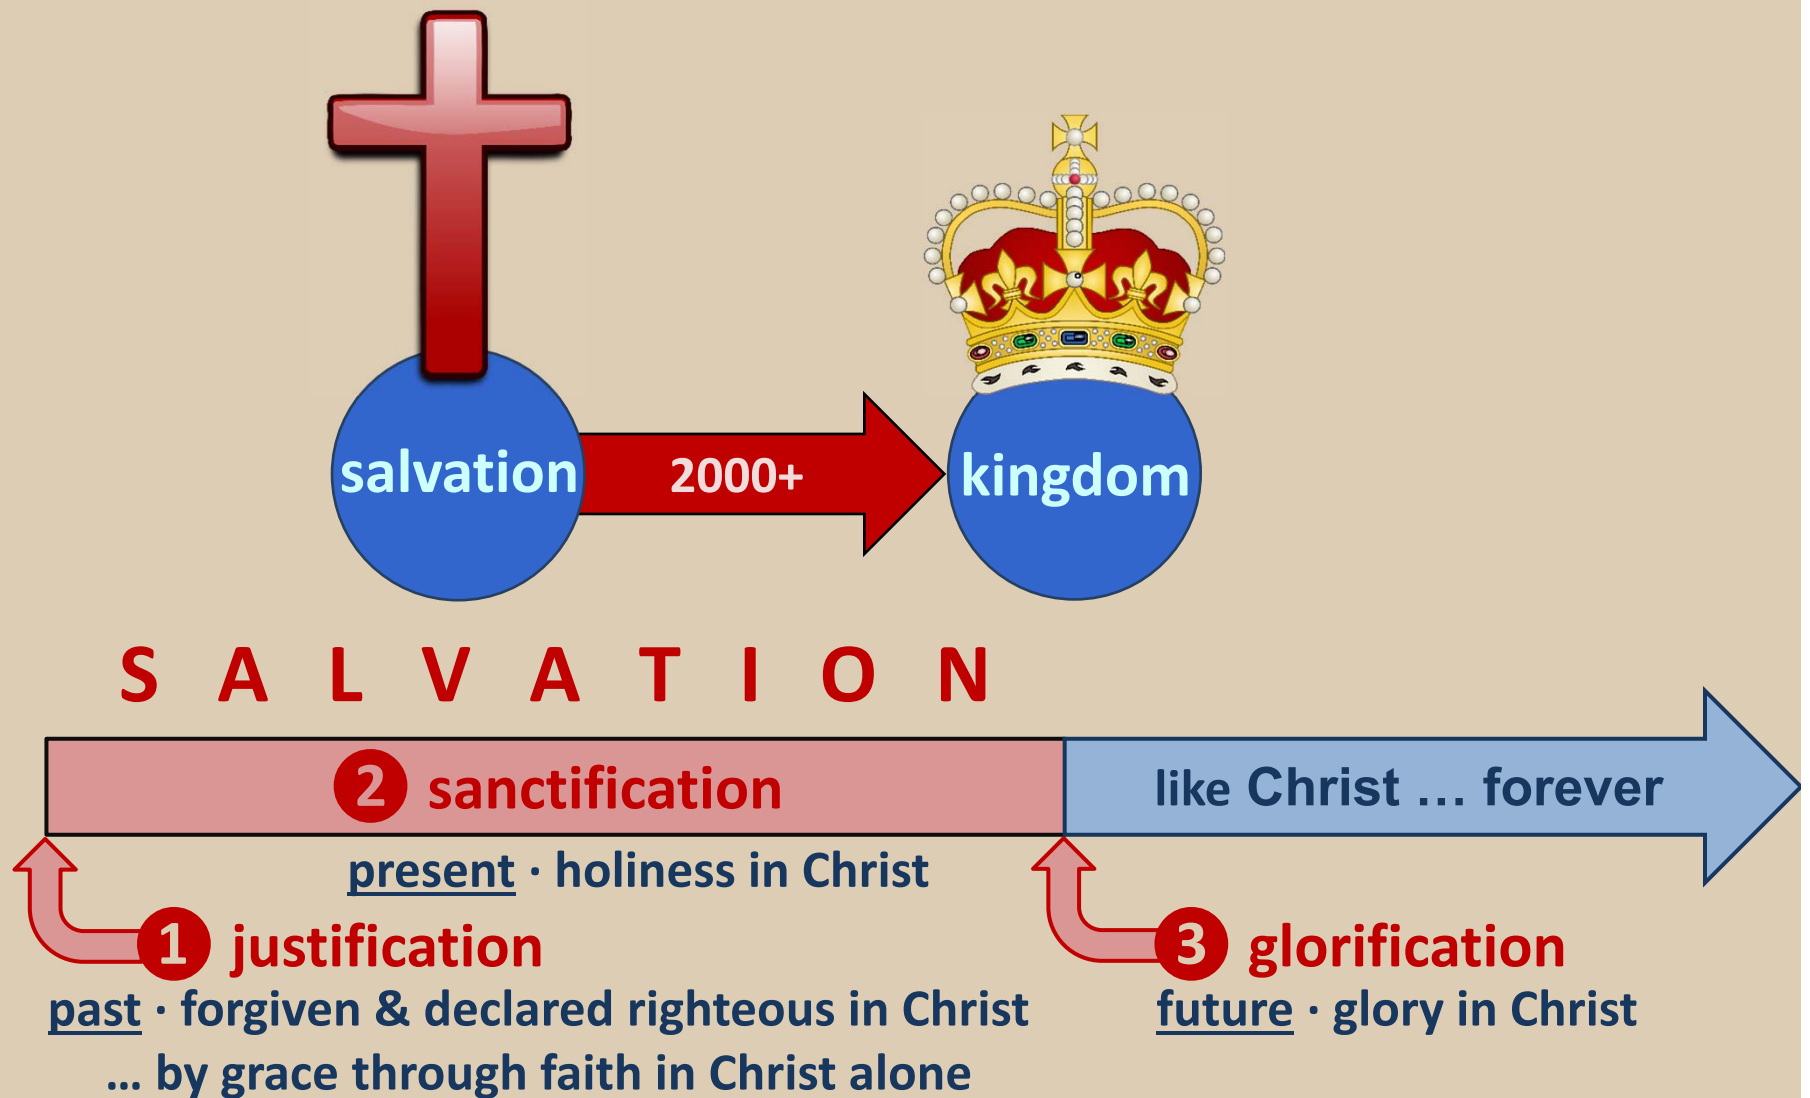 salvation
2000+
kingdom
S A L V A T I O N
2 sanctification
like Christ … forever
present · holiness in Christ
1 justification
past · forgiven & declared righteous in Christ
… by grace through faith in Christ alone
3 glorification
future · glory in Christ